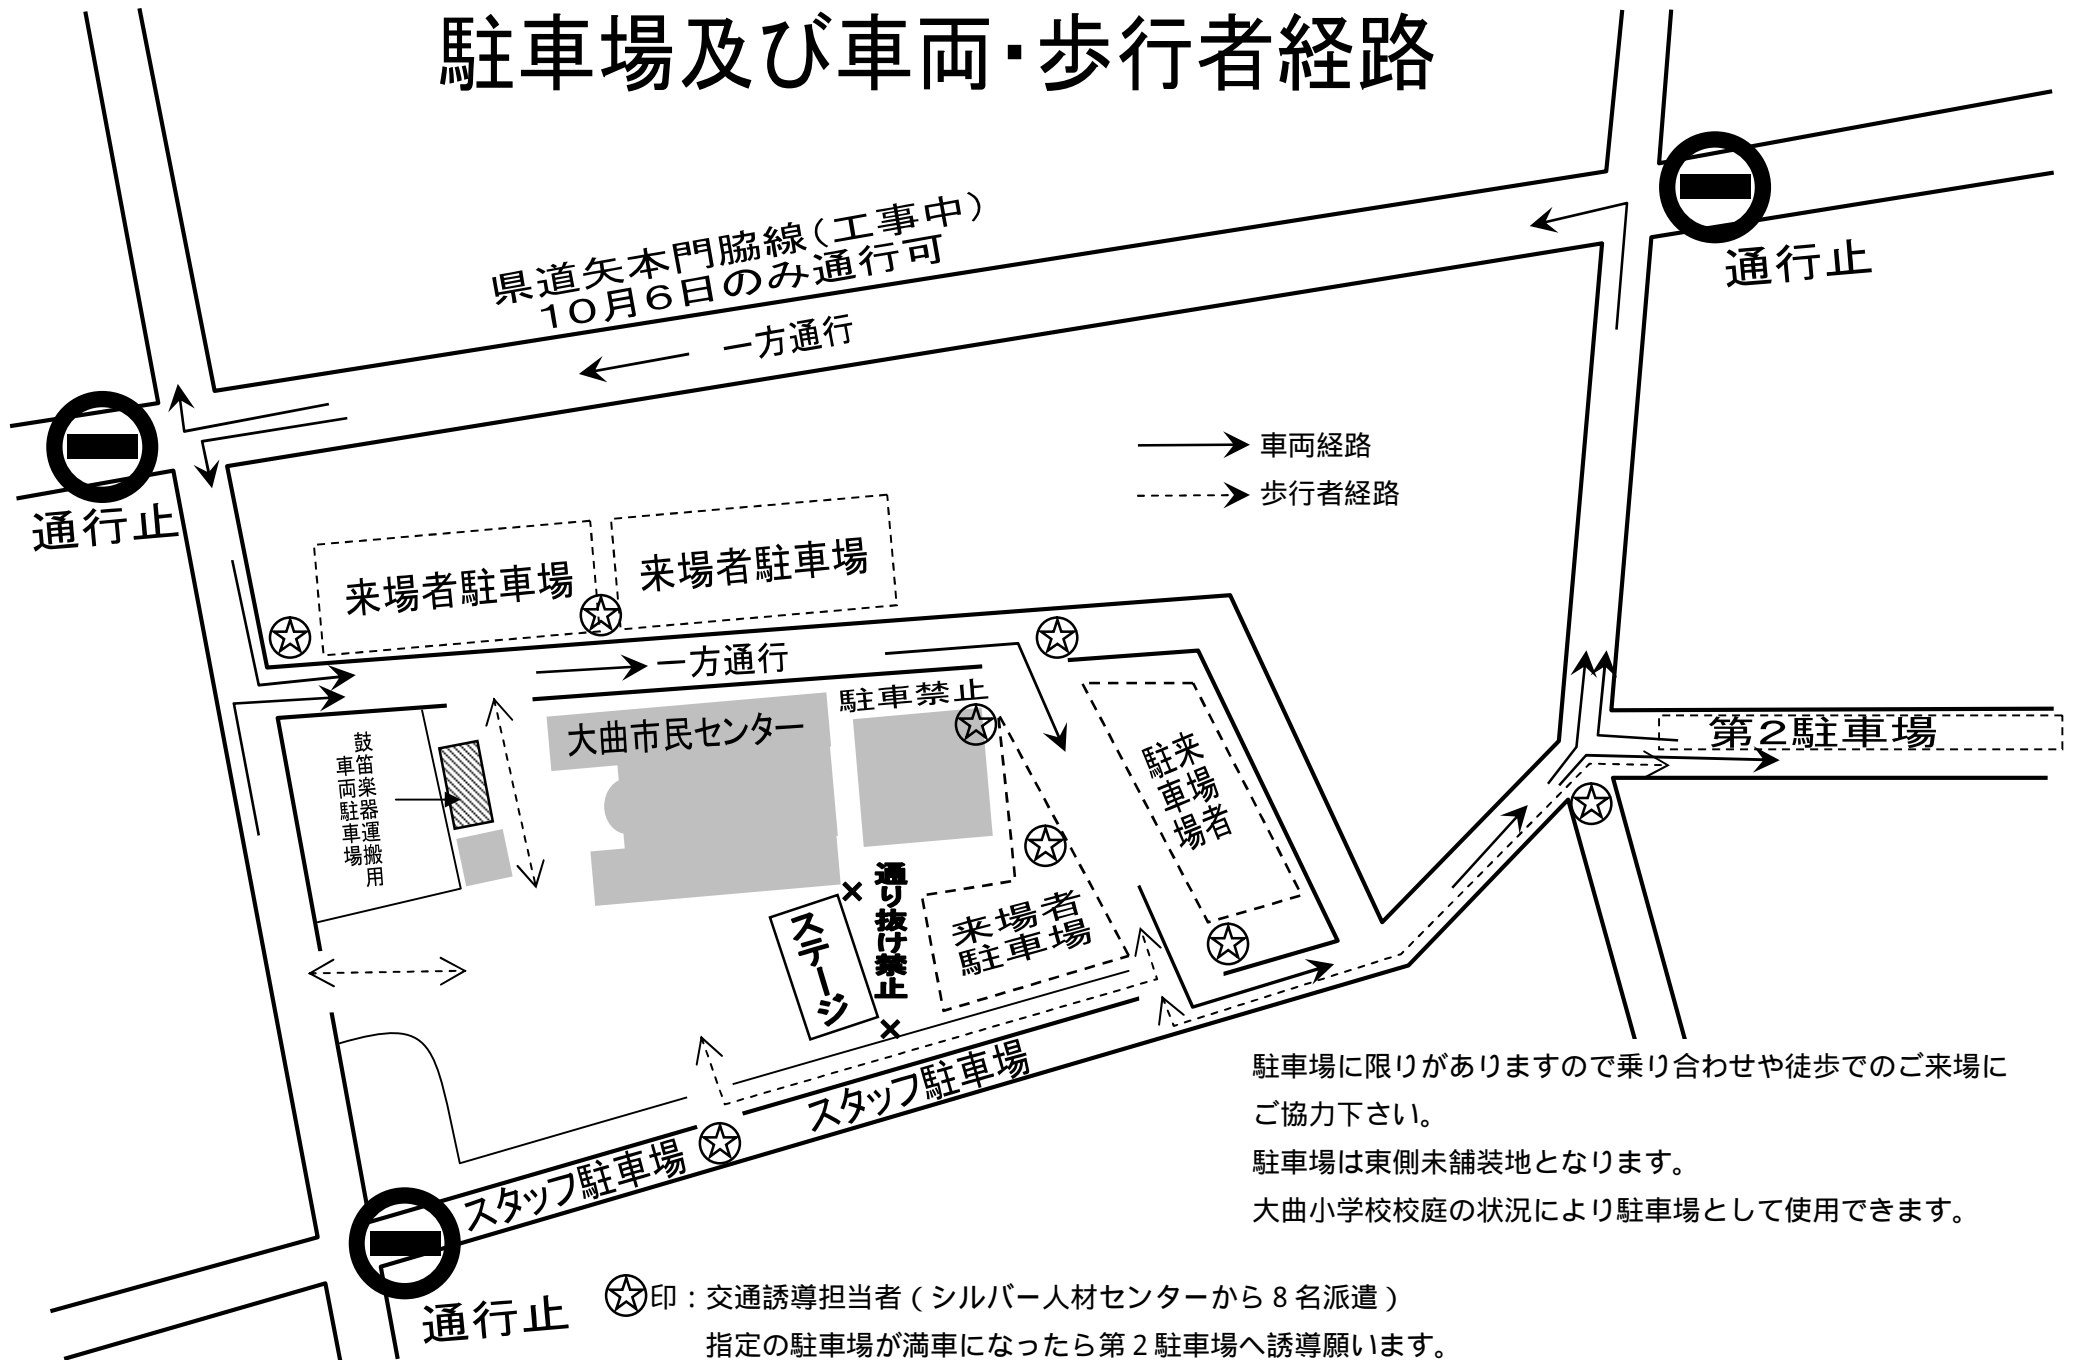 駐車場及び車両・歩行者経路
県道矢本門脇線（工事中）
１０月６日のみ通行可
一方通行
通行止
通行止
車両経路
歩行者経路
来場者駐車場
来場者駐車場
一方通行
駐車禁止
大曲市民センター
鼓笛楽器運搬用
車両駐車場
来場者
駐車場
第２駐車場
通り抜け禁止
ステージ
×
×
来場者
駐車場
スタッフ駐車場
スタッフ駐車場
通行止
駐車場に限りがありますので乗り合わせや徒歩でのご来場に
ご協力下さい。
駐車場は東側未舗装地となります。
大曲小学校校庭の状況により駐車場として使用できます。
印：交通誘導担当者（シルバー人材センターから８名派遣）
指定の駐車場が満車になったら第２駐車場へ誘導願います。